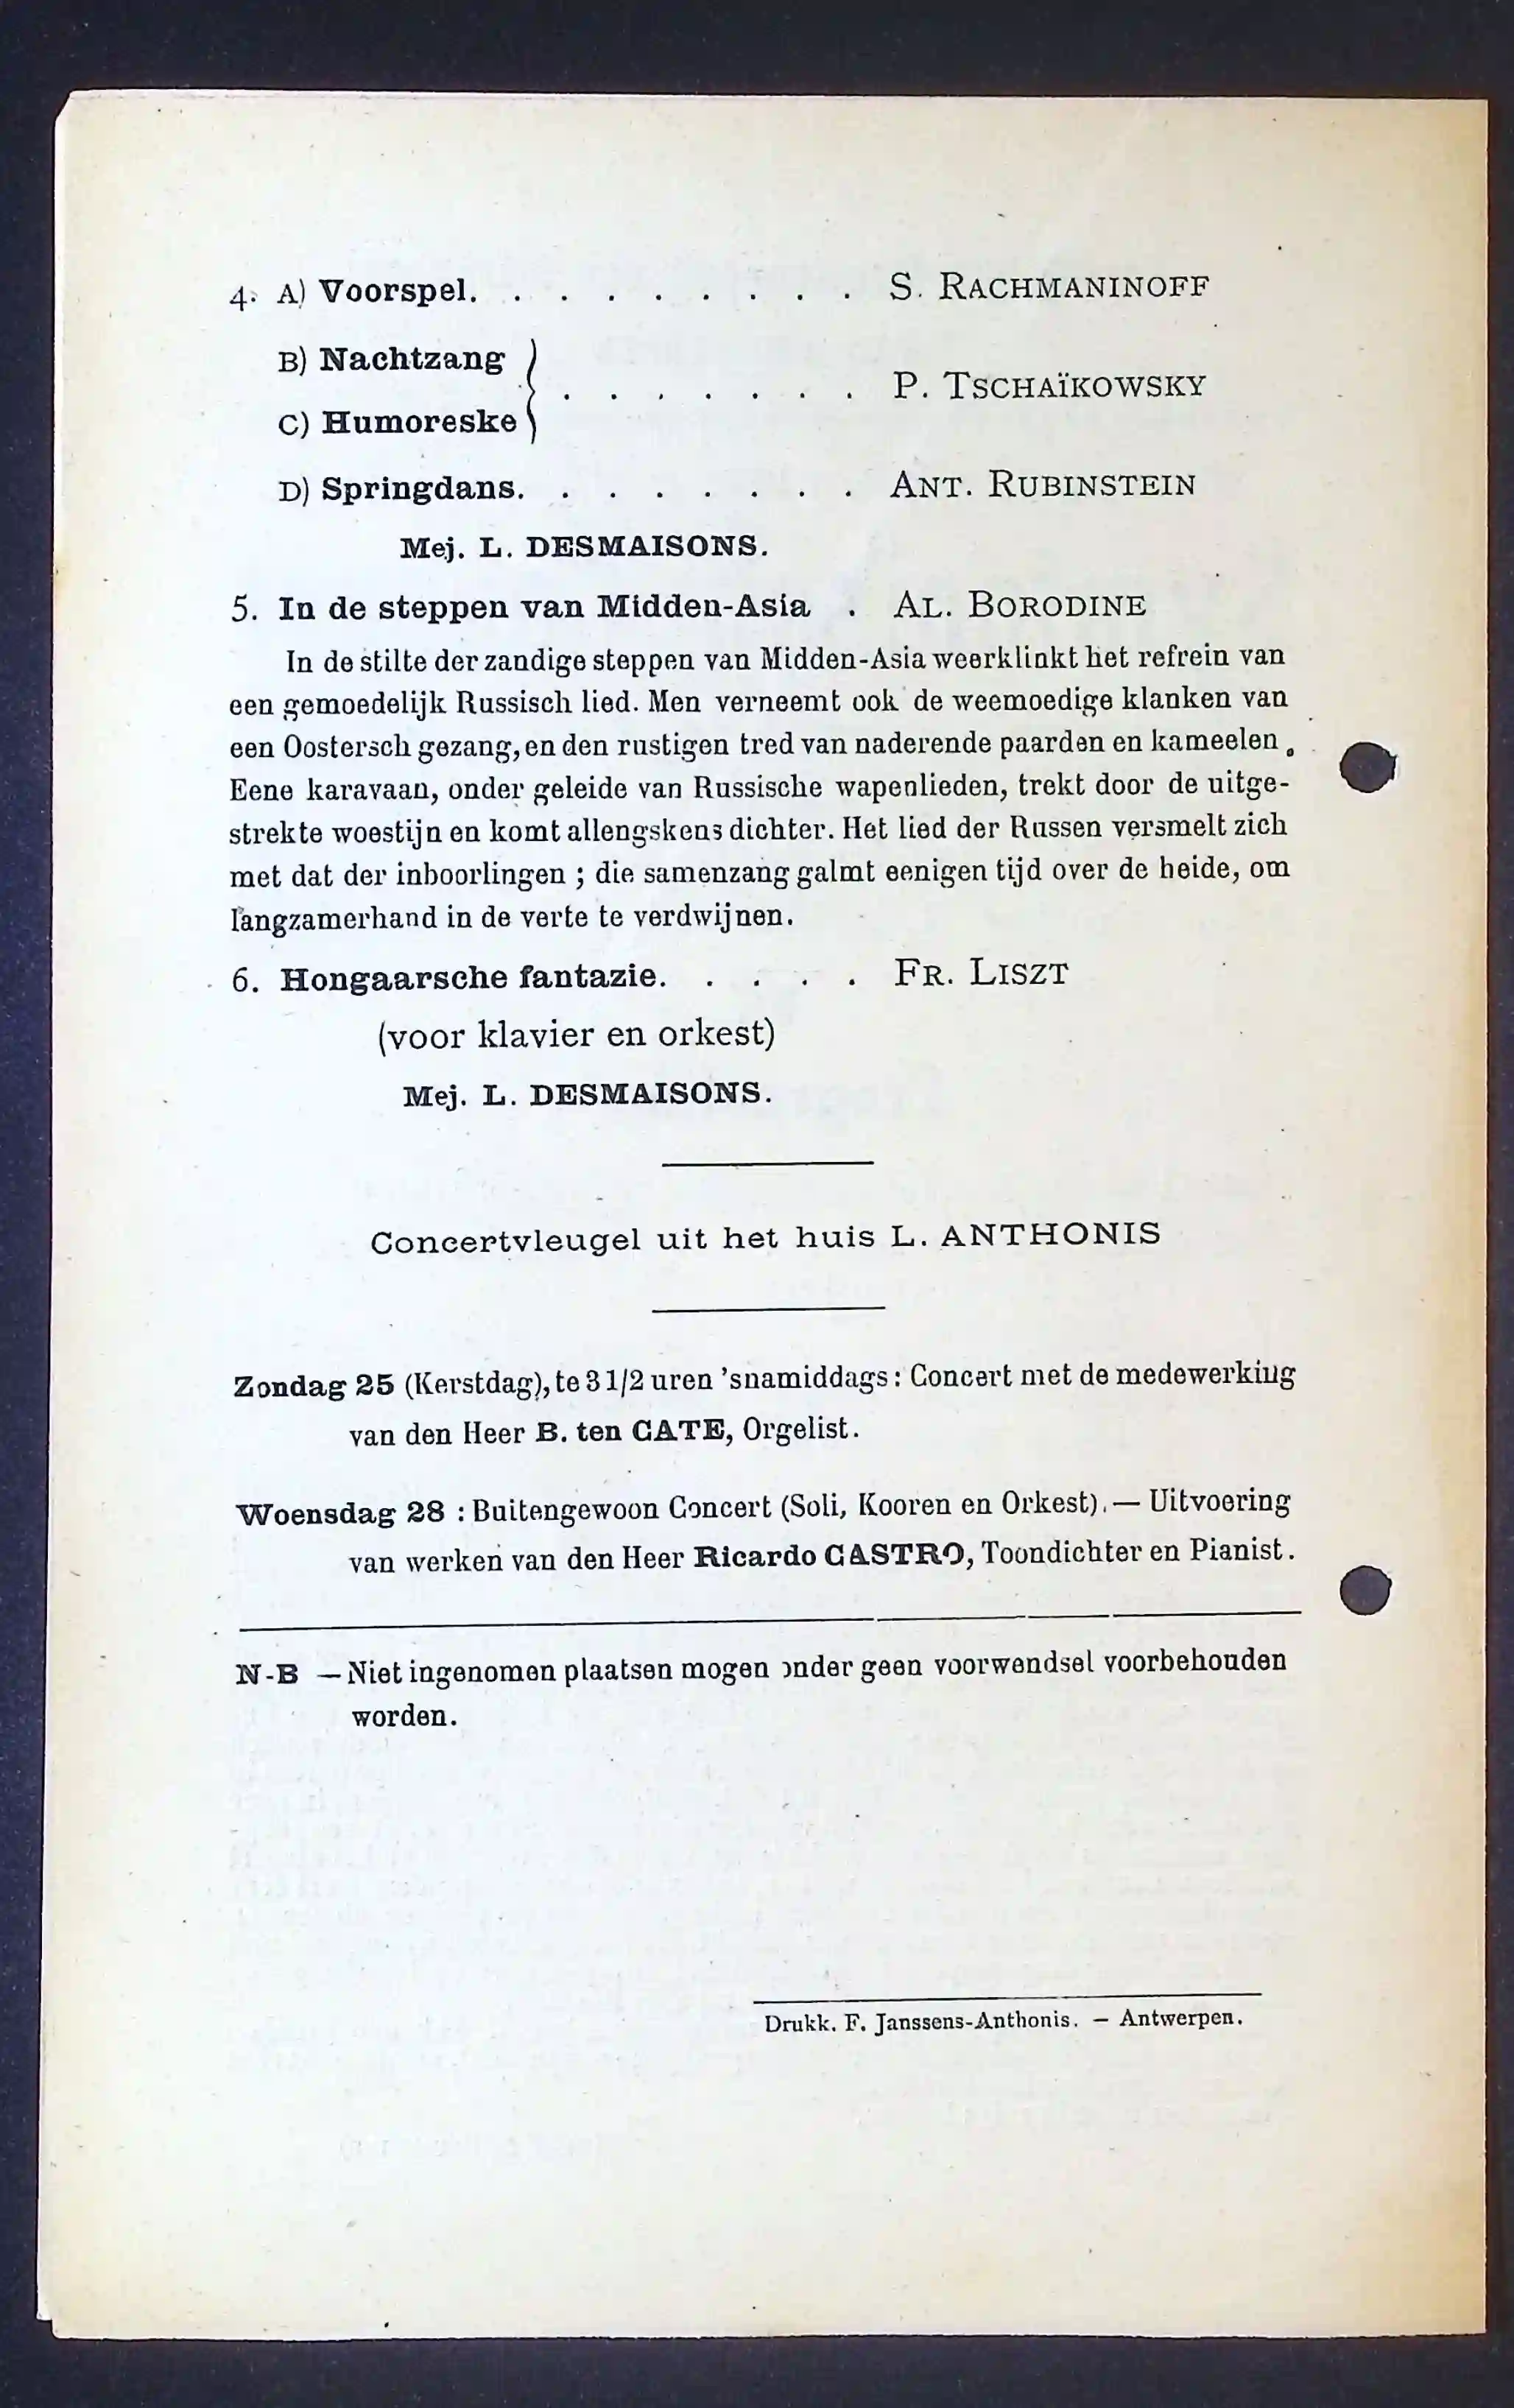 4. A) Voorspel. . . . . . . . . S. RACHMANINOFF
B) Nachtzang
. . . . . . . P. TSCHAÏKOWSKY
C) Humoreske
D) Springdans. . . . . . . . ANT. RUBINSTEIN
Mej. L. DESMAISONS.
5. In de steppen van Midden-Asia . AL. BORODINE
In de stilte der zandige steppen van Midden-Asia weerklinkt het refrein van
een gemoedelijk Russisch lied. Men verneemt ook de weemoedige klanken van
een Oostersch gezang, en den rustigen tred van naderende paarden en kameelen.
Eene karavaan, onder geleide van Russische wapenlieden, trekt door de uitge-
strekte woestijn en komt allengskens dichter. Het lied der Russen versmelt zich
met dat der inboorlingen ; die samenzang galmt eenigen tijd over de heide, om
langzamerhand in de verte te verdwijnen.
6. Hongaarsche fantazie. . . . . FR. LISZT
(voor klavier en orkest)
Mej. L. DESMAISONS.
Concertvleugel uit het huis L. ANTHONIS
Zondag 25 (Kerstdag), te 3 1/2 uren 'snamiddags : Concert met de medewerking
van den Heer B. ten CATE, Orgelist.
Woensdag 28 : Buitengewoon Concert (Soli, Kooren en Orkest). — Uitvoering
van werken van den Heer Ricardo CASTRO, Toondichter en Pianist.
N-B — Niet ingenomen plaatsen mogen onder geen voorwendsel voorbehouden
worden.
Drukk. F. Janssens-Anthonis. — Antwerpen.